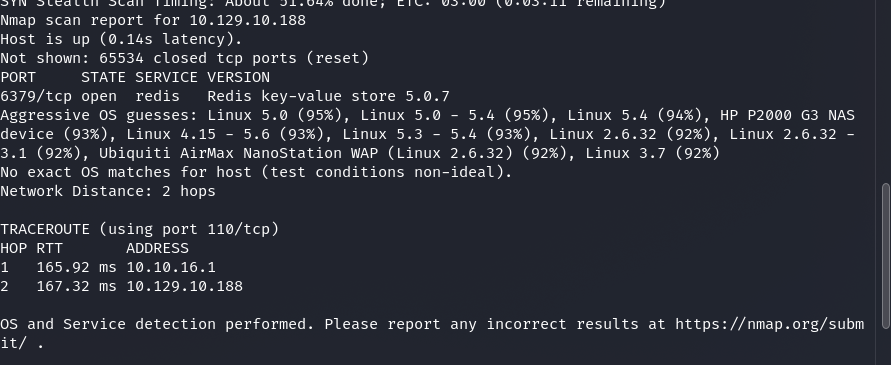 SYN Stealth Scan Timing: About 51.64% done; ETC: 03:00 (0:03:11 remaining)
Nmap scan report for 10.129.10.188
Host is up (0.14s latency).
Not shown: 65534 closed tcp ports (reset)
PORT     STATE SERVICE VERSION
6379/tcp open  redis   Redis key-value store 5.0.7
Aggressive OS guesses: Linux 5.0 (95%), Linux 5.0 - 5.4 (95%), Linux 5.4 (94%), HP P2000 G3 NAS
device (93%), Linux 4.15 - 5.6 (93%), Linux 5.3 - 5.4 (93%), Linux 2.6.32 (92%), Linux 2.6.32 -
3.1 (92%), Ubiquiti AirMax NanoStation WAP (Linux 2.6.32) (92%), Linux 3.7 (92%)
No exact OS matches for host (test conditions non-ideal).
Network Distance: 2 hops
TRACEROUTE (using port 110/tcp)
HOP RTT       ADDRESS
1   165.92 ms 10.10.16.1
2   167.32 ms 10.129.10.188
OS and Service detection performed. Please report any incorrect results at https://nmap.org/subm
it/ .